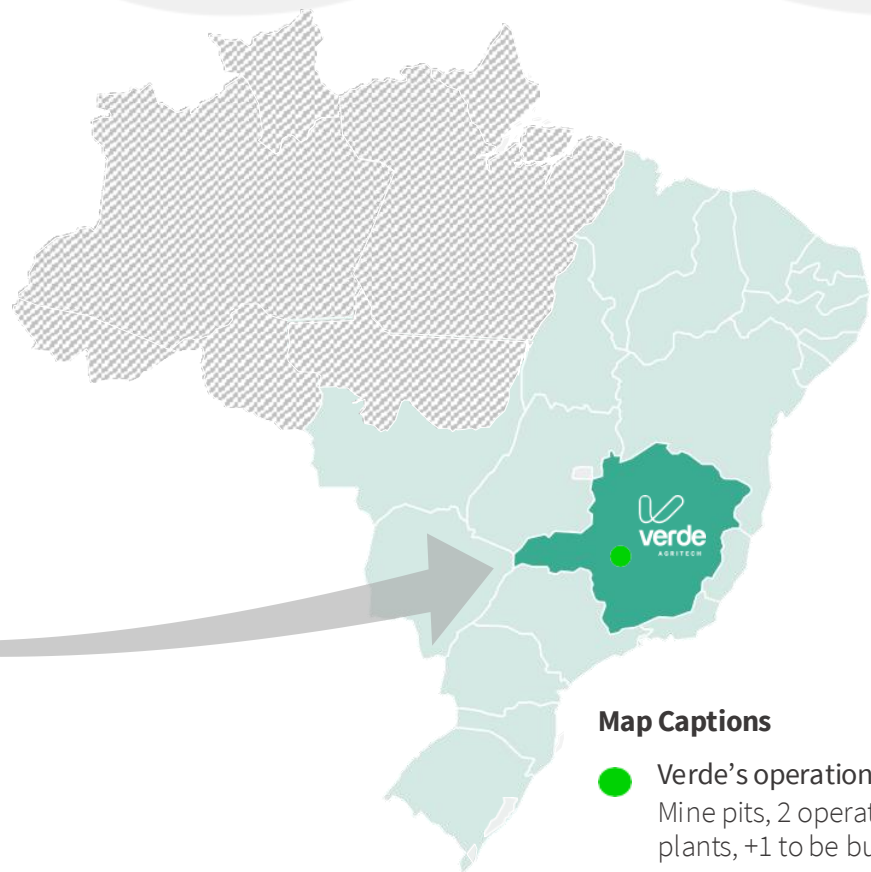 verde
AGRITECH
Map Captions
Verde’s operation
Mine pits, 2 operat
plants, +1 to be bu